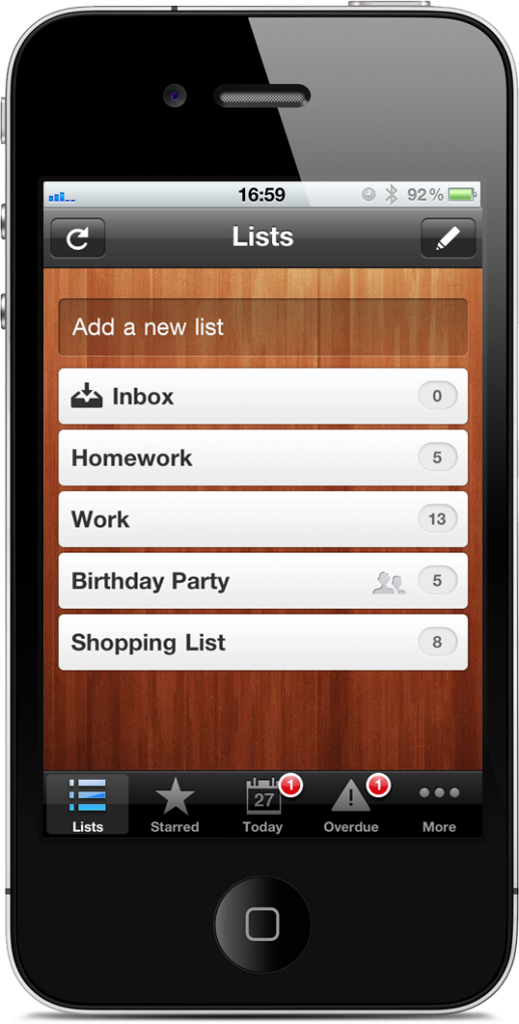 16:59 92%
Lists
Add a new list
Inbox 0
Homework 5
Work 13
Birthday Party 5
Shopping List 8
27 1 1
Lists Starred Today Overdue More